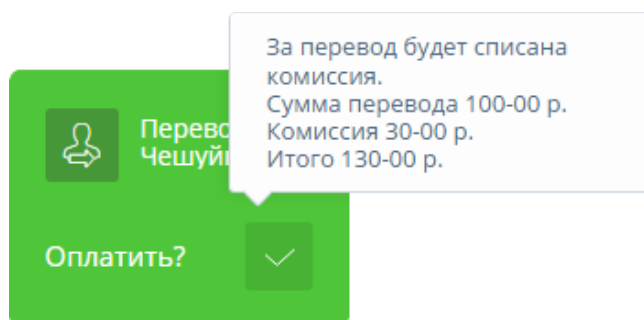 За перевод будет списана
комиссия.
Сумма перевода 100-00 р.
Комиссия 30-00 р.
Итого 130-00 р.
Оплатить?